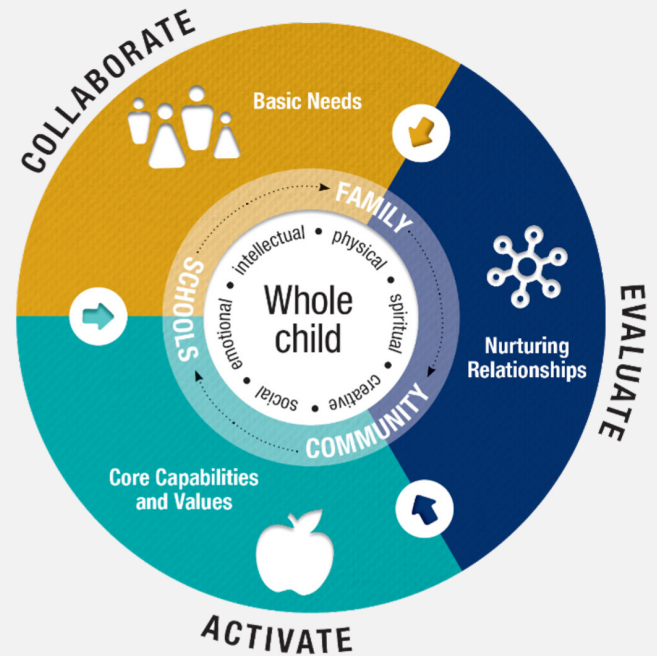 COLLABORATE
Basic Needs
FAMILY
SCHOOLS
intellectual • physical • spiritual • creative • social • emotional •
Whole
child
EVALUATE
Nurturing
Relationships
COMMUNITY
Core Capabilities
and Values
ACTIVATE